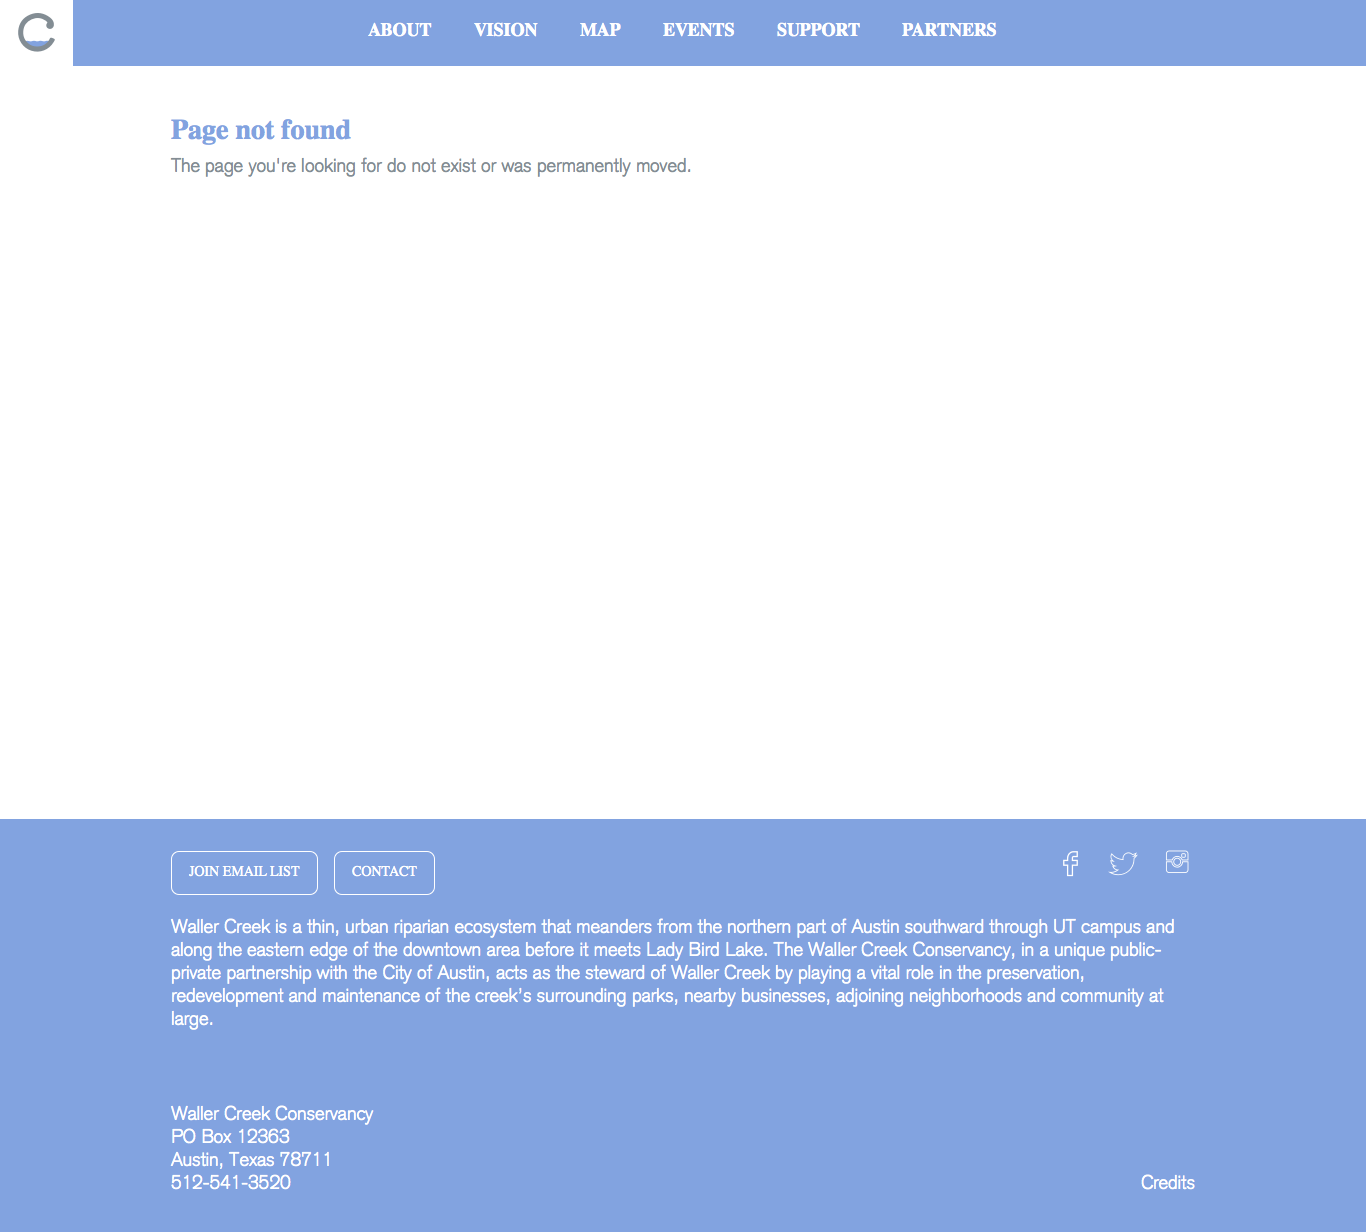 ABOUT VISION MAP EVENTS SUPPORT PARTNERS
Page not found
The page you're looking for do not exist or was permanently moved.
JOIN EMAIL LIST CONTACT
Waller Creek is a thin, urban riparian ecosystem that meanders from the northern part of Austin southward through UT campus and
along the eastern edge of the downtown area before it meets Lady Bird Lake. The Waller Creek Conservancy, in a unique public-
private partnership with the City of Austin, acts as the steward of Waller Creek by playing a vital role in the preservation,
redevelopment and maintenance of the creek's surrounding parks, nearby businesses, adjoining neighborhoods and community at
large.
Waller Creek Conservancy
PO Box 12363
Austin, Texas 78711
512-541-3520
Credits